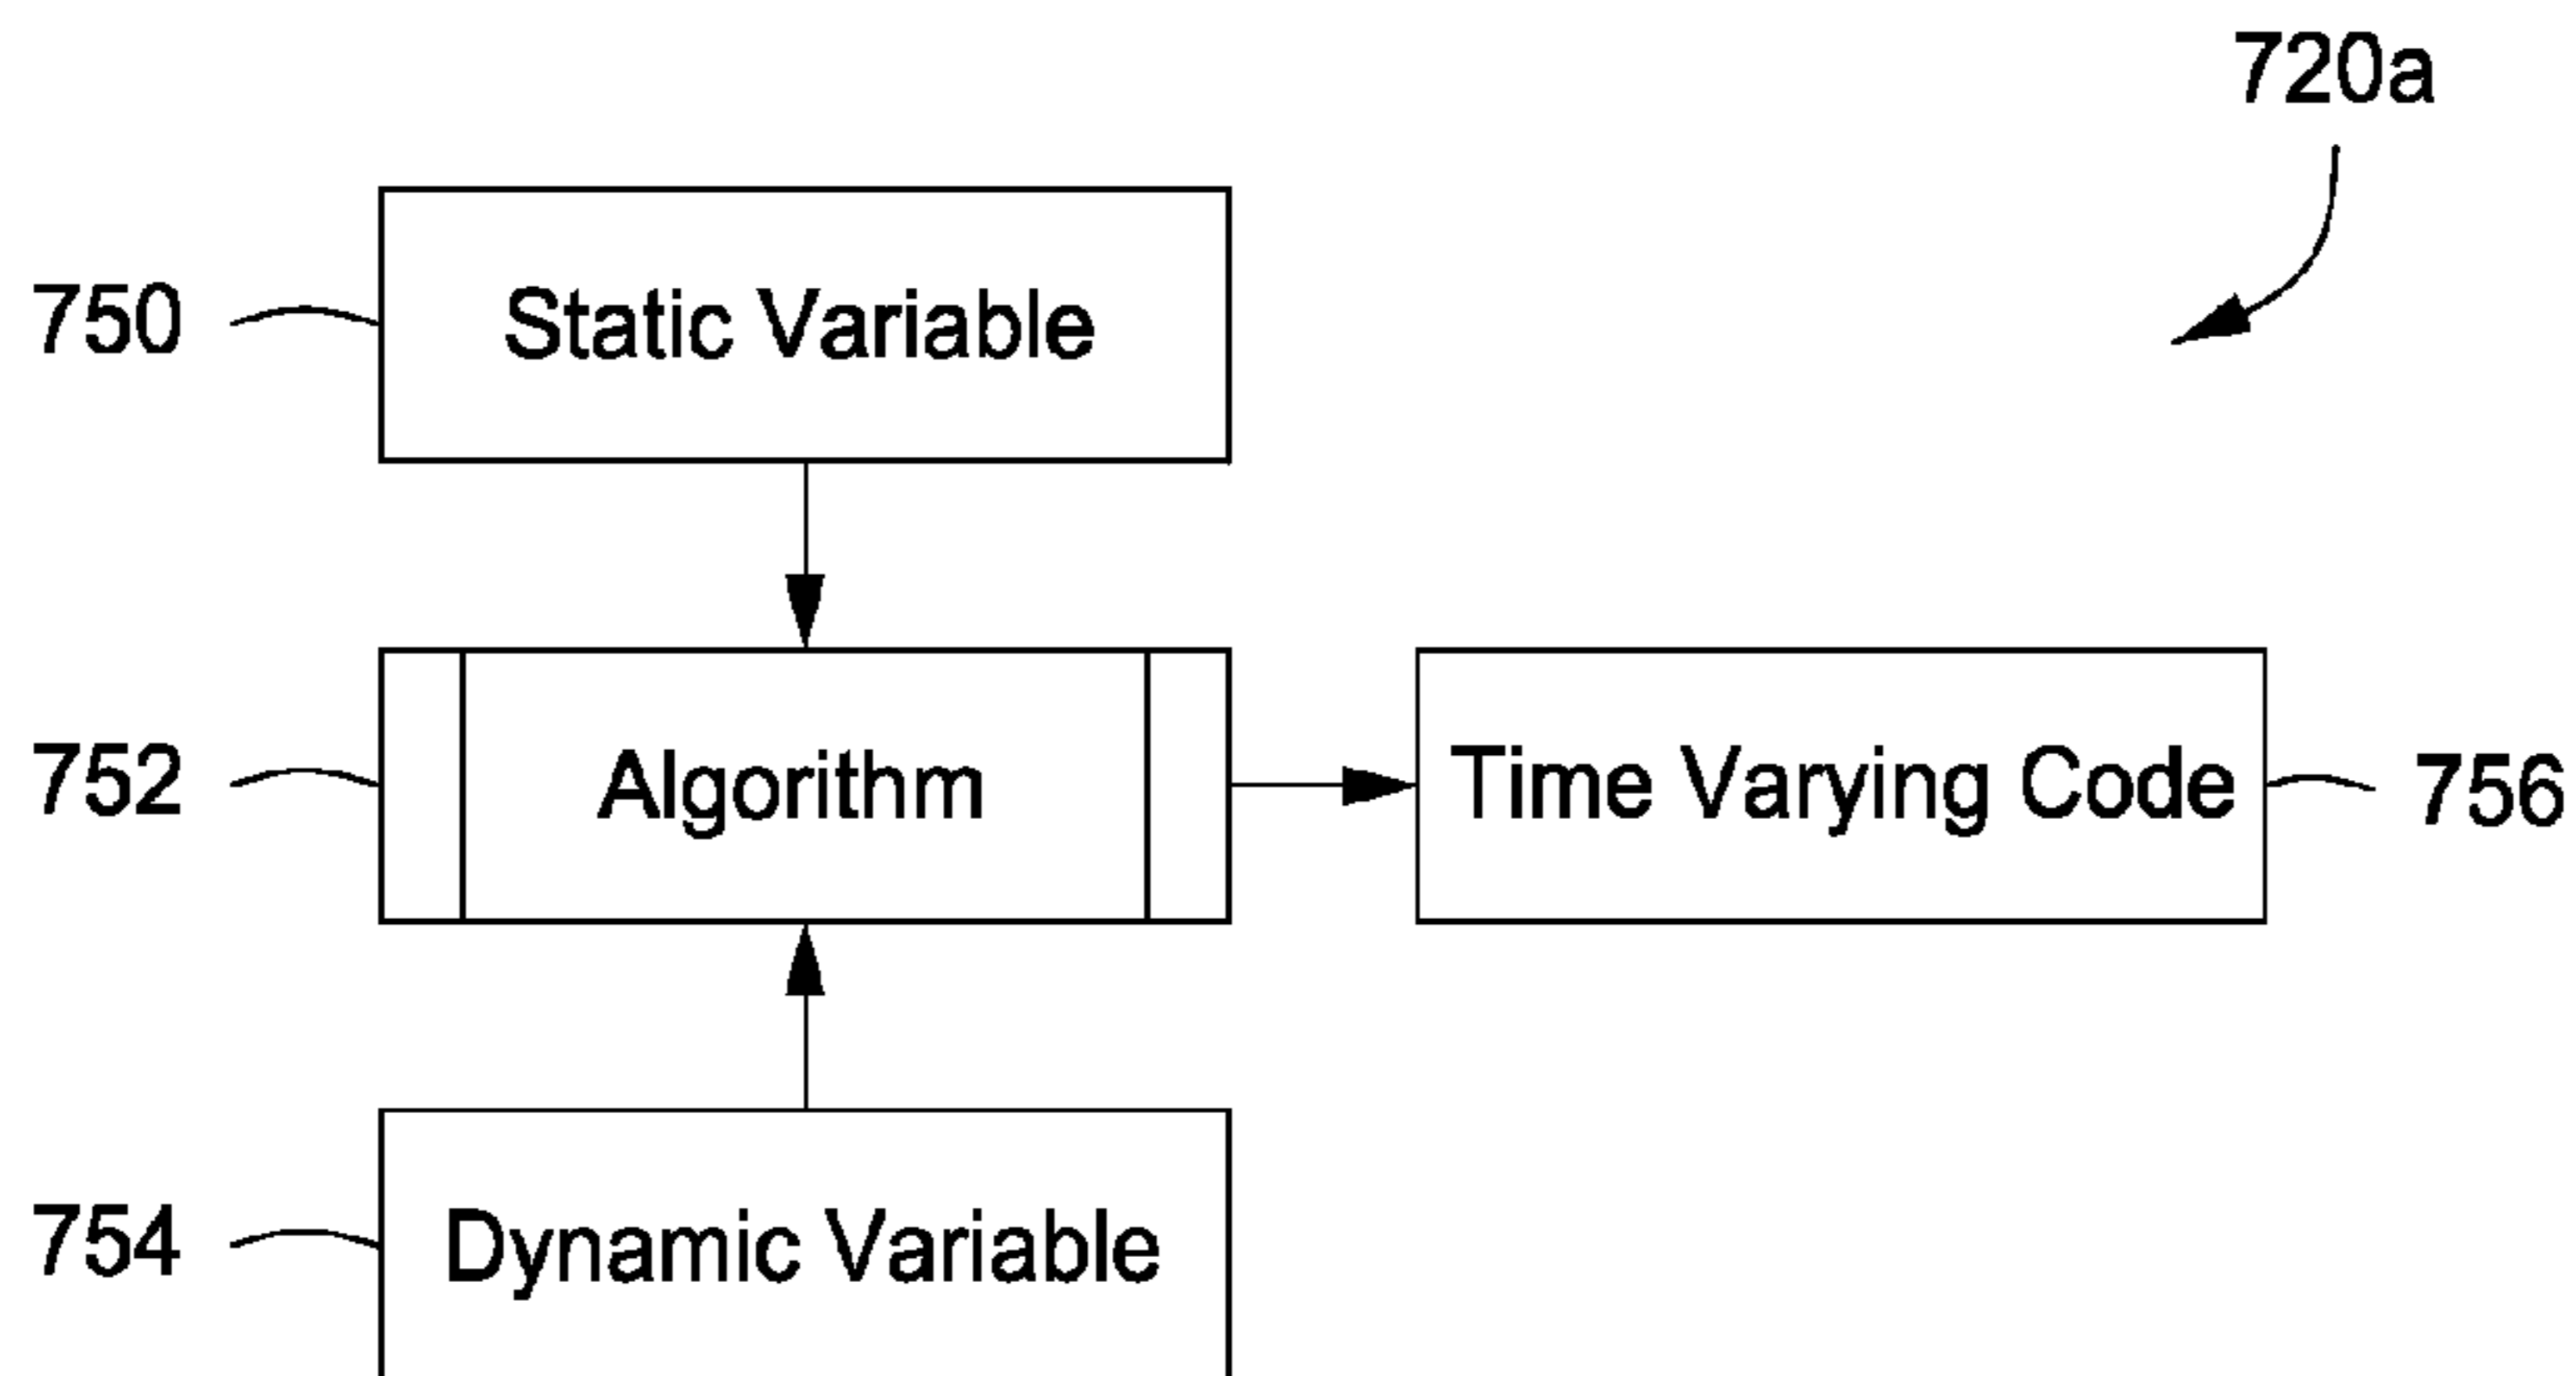 720a
750
Static Variable
752
Algorithm
Time Varying Code
756
754
Dynamic Variable